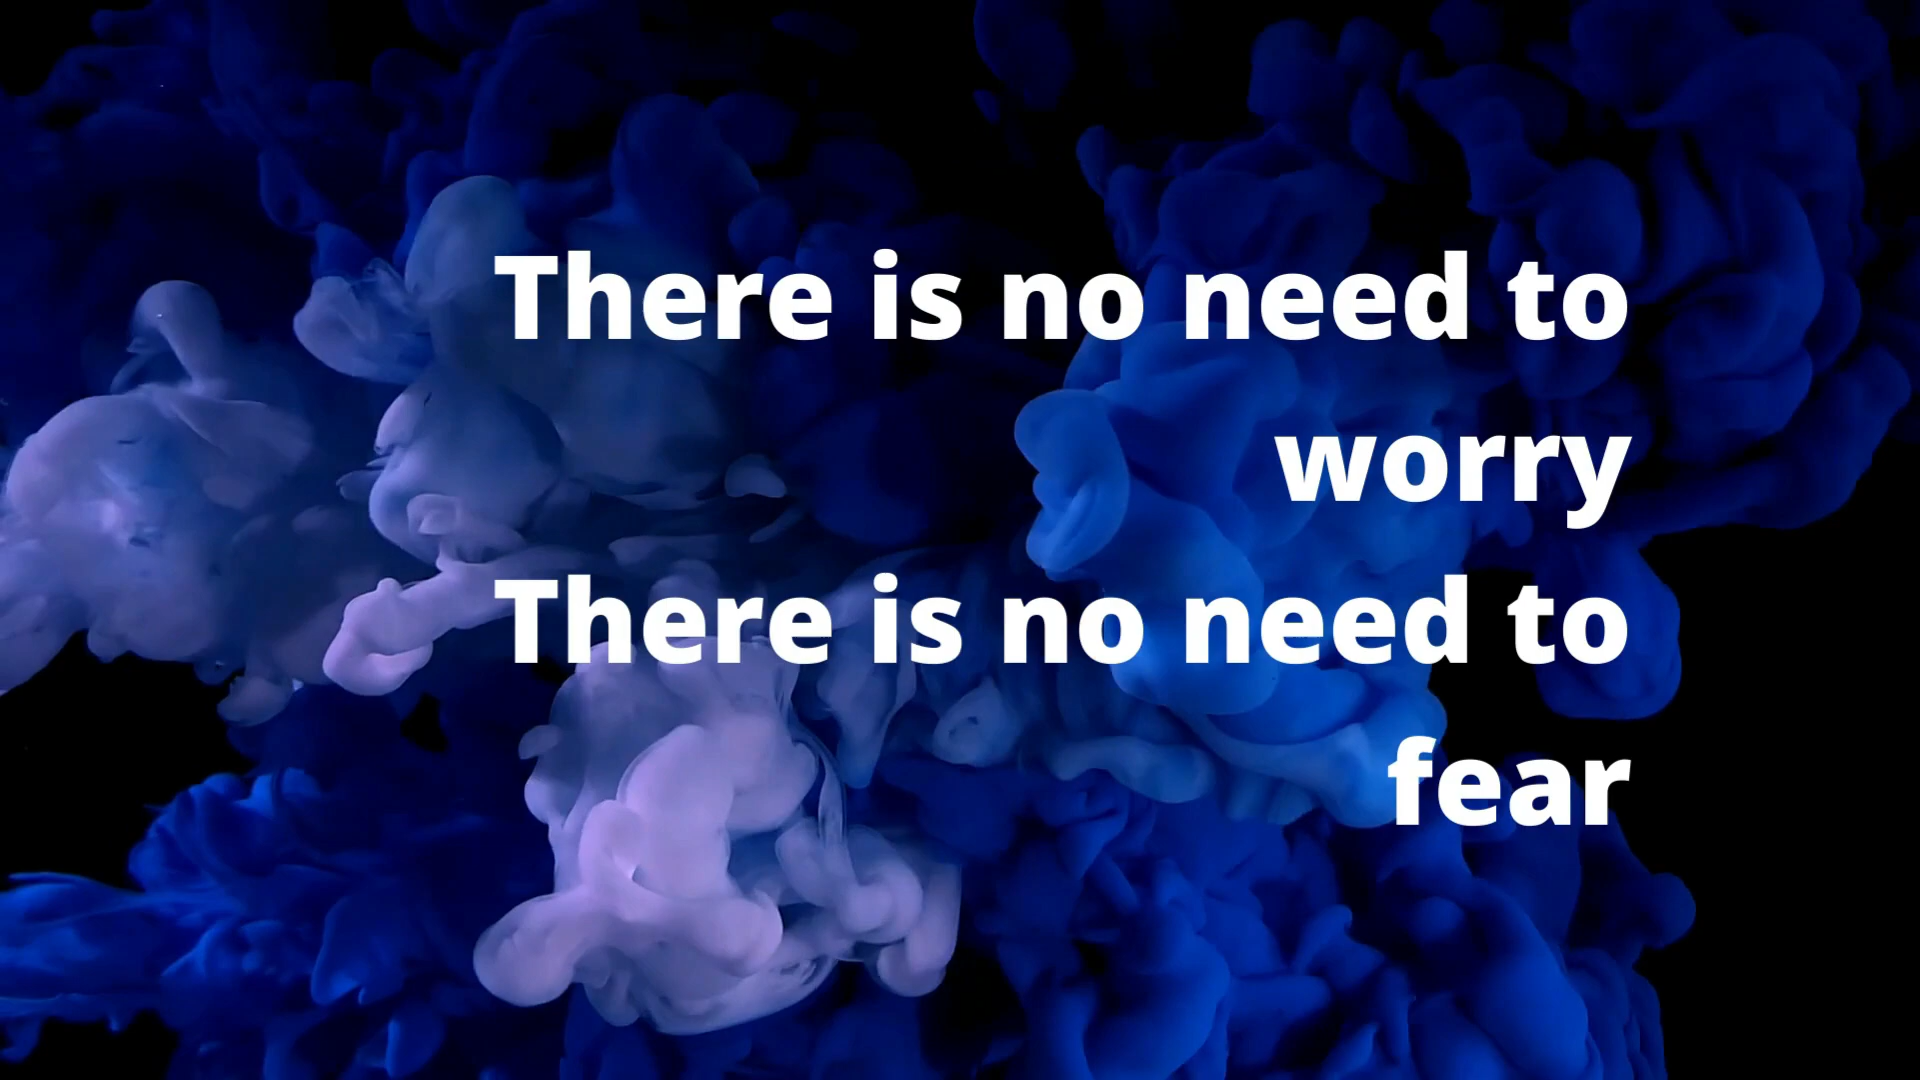 There is no need to
worry
There is no need to
fear